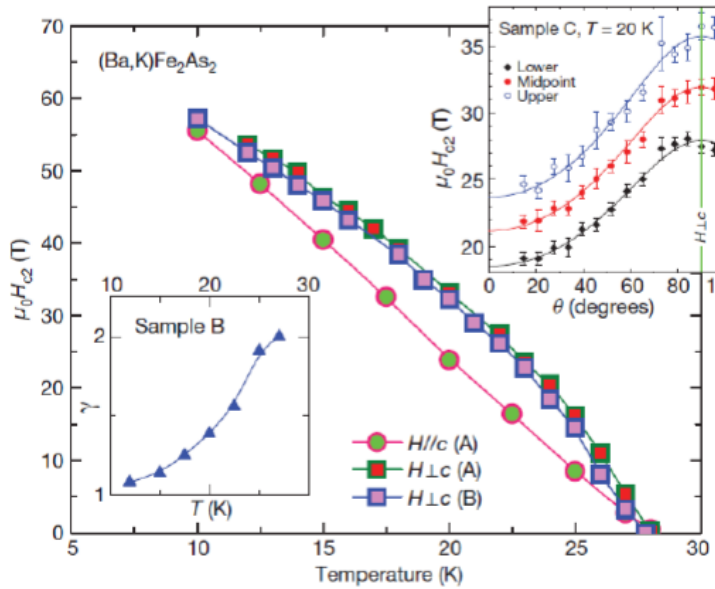 70
60
50
40
30
20
10
0
μ₀Hc2 (T)
(Ba,K)Fe₂As₂
5
10
15
20
25
30
Temperature (K)
H//c (A)
H⊥c (A)
H⊥c (B)
10
20
30
Sample B
2
γ
1
T (K)
Sample C, T = 20 K
Lower
Midpoint
Upper
35
30
25
20
μ₀Hc2 (T)
H⊥c
0
20
40
60
80
θ (degrees)